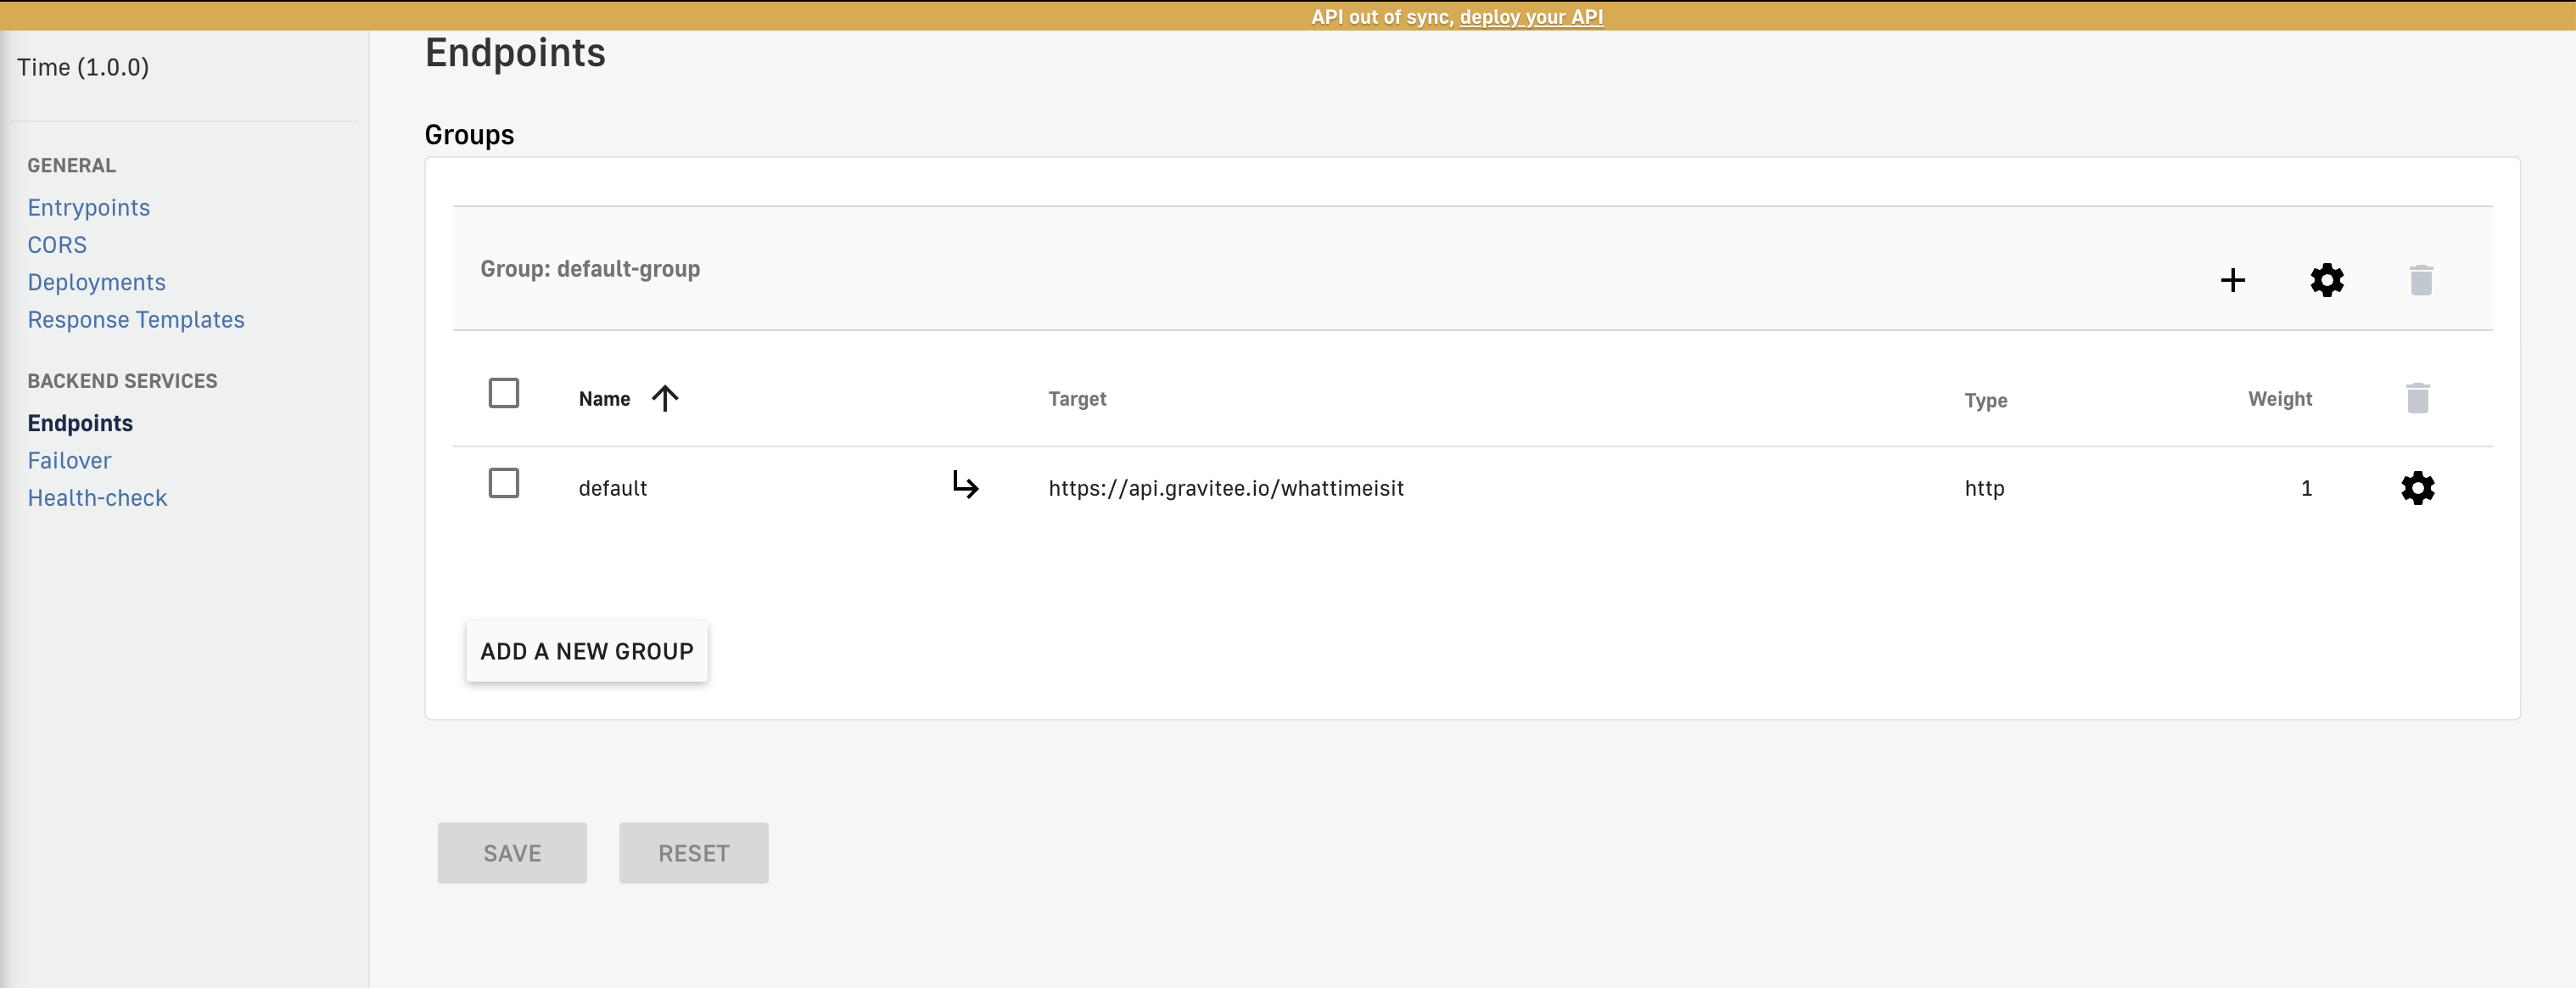 API out of sync, deploy your API
Time (1.0.0)
GENERAL
Entrypoints
CORS
Deployments
Response Templates
BACKEND SERVICES
Endpoints
Failover
Health-check
Endpoints
Groups
Group: default-group
Name Target Type Weight
default https://api.gravitee.io/whattimeisit http 1
ADD A NEW GROUP
SAVE RESET